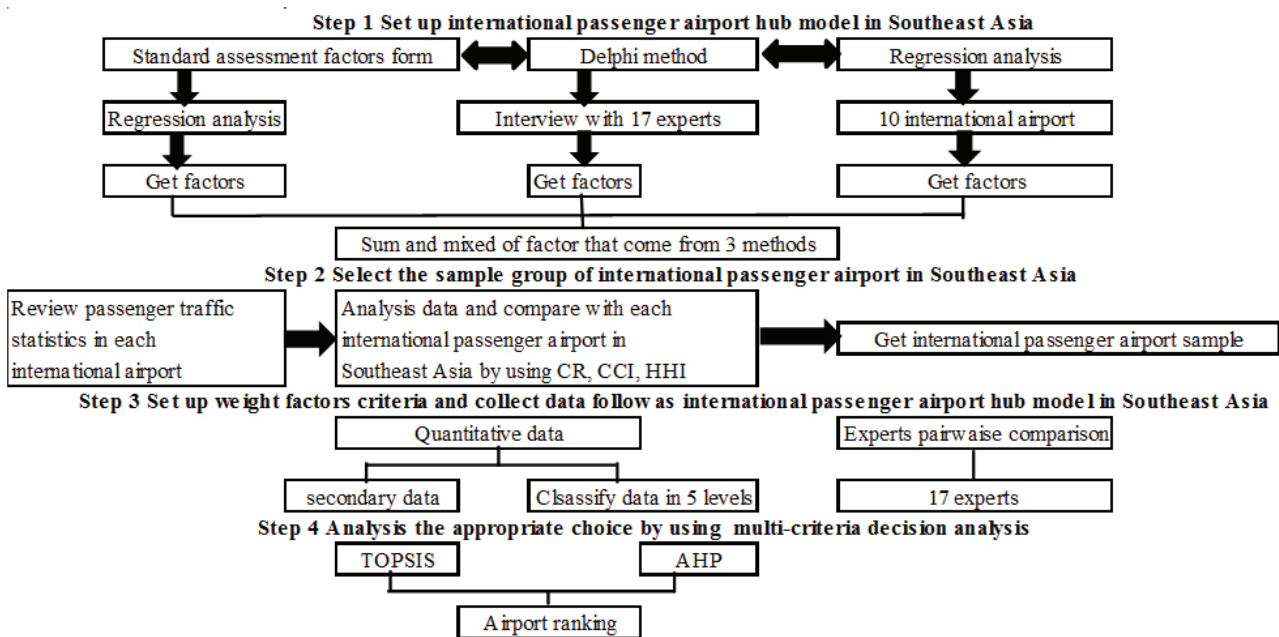 Step 1 Set up international passenger airport hub model in Southeast Asia
Standard assessment factors form
Delphi method
Regression analysis
Regression analysis
Interview with 17 experts
10 international airport
Get factors
Get factors
Get factors
Sum and mixed of factor that come from 3 methods
Step 2 Select the sample group of international passenger airport in Southeast Asia
Review passenger traffic
statistics in each
international airport
Analysis data and compare with each
international passenger airport in
Southeast Asia by using CR, CCI, HHI
Get international passenger airport sample
Step 3 Set up weight factors criteria and collect data follow as international passenger airport hub model in Southeast Asia
Quantitative data
Experts pairwaise comparison
secondary data
Clsassify data in 5 levels
17 experts
Step 4 Analysis the appropriate choice by using multi-criteria decision analysis
TOPSIS
AHP
Airport ranking